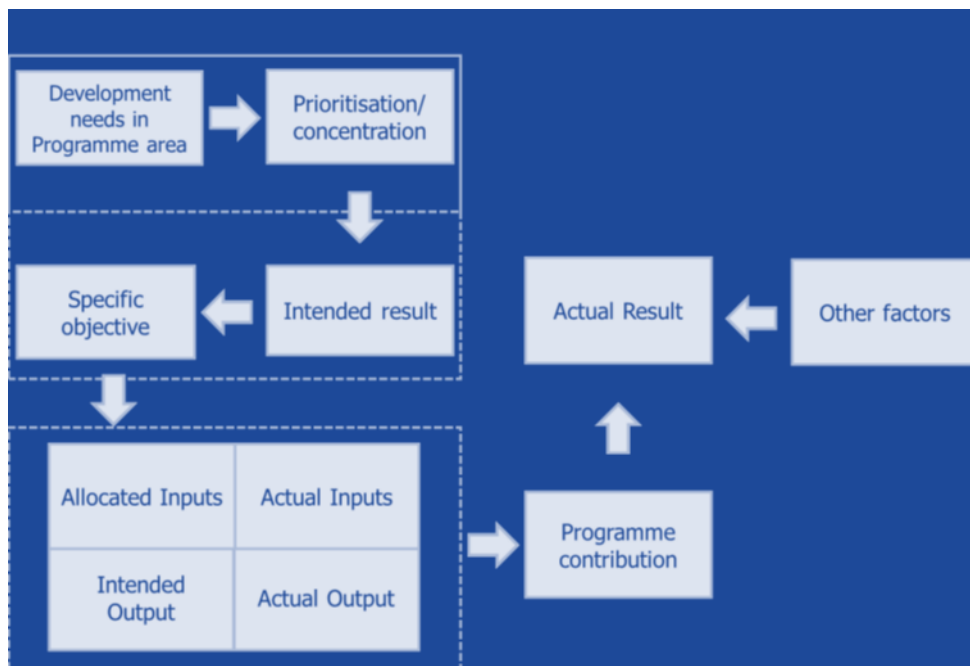 Development
needs in
Programme area
Prioritisation/
concentration
Specific
objective
Intended result
Actual Result
Other factors
Allocated Inputs
Actual Inputs
Intended
Output
Actual Output
Programme
contribution